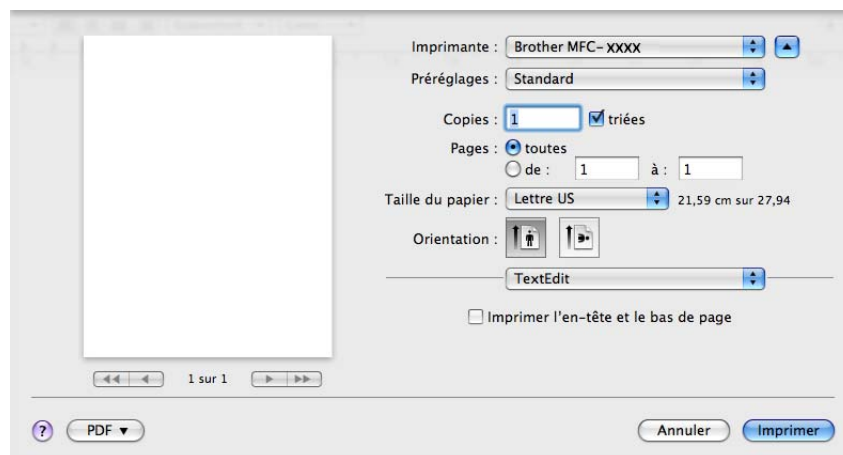 Imprimante : Brother MFC- XXXX
Préréglages : Standard
Copies : 1 triées
Pages : toutes
de : 1 à : 1
Taille du papier : Lettre US 21,59 cm sur 27,94
Orientation :
TextEdit
Imprimer l'en-tête et le bas de page
1 sur 1
? PDF ▼ Annuler Imprimer